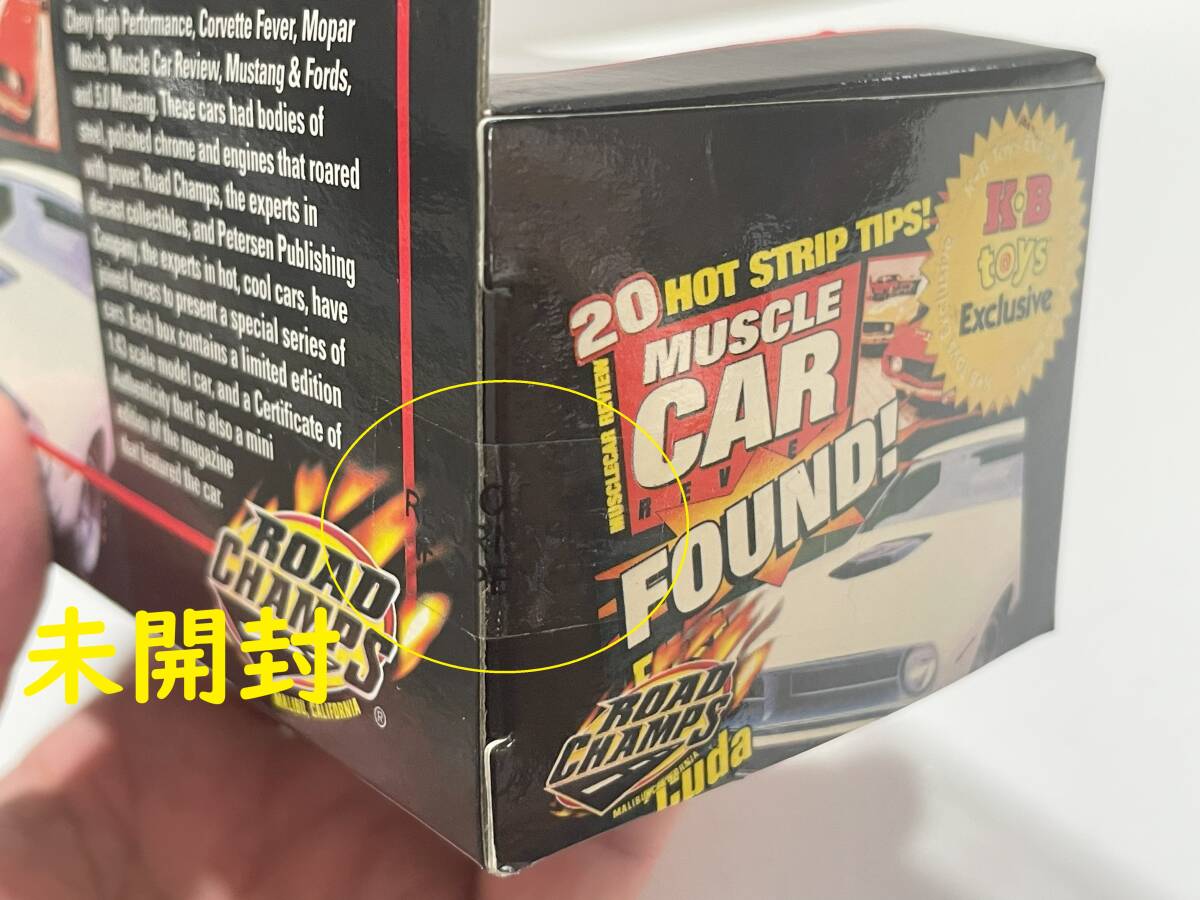 Chevy High Performance, Corvette Fever, Mopar
Muscle, Muscle Car Review, Mustang & Fords,
and 5.0 Mustang. These cars had bodies of
steel, polished chrome and engines that roared
with power. Road Champs, the experts in
diecast collectibles, and Petersen Publishing
Company, the experts in hot, cool cars, have
joined forces to present a special series of
cars. Each box contains a limited edition
1:43 scale model car, and a Certificate of
Authenticity that is also a mini
edition of the magazine
that featured the car.
ROAD
CHAMPS
MALIBU, CALIFORNIA
®
未開封
20 HOT STRIP TIPS!
MUSCLECAR REVIEW
MUSCLE
CAR
REVIE
FOUND!
K·B
toys
Exclusive
ROAD
CHAMPS
MALIBU, CALIFORNIA
'Cuda